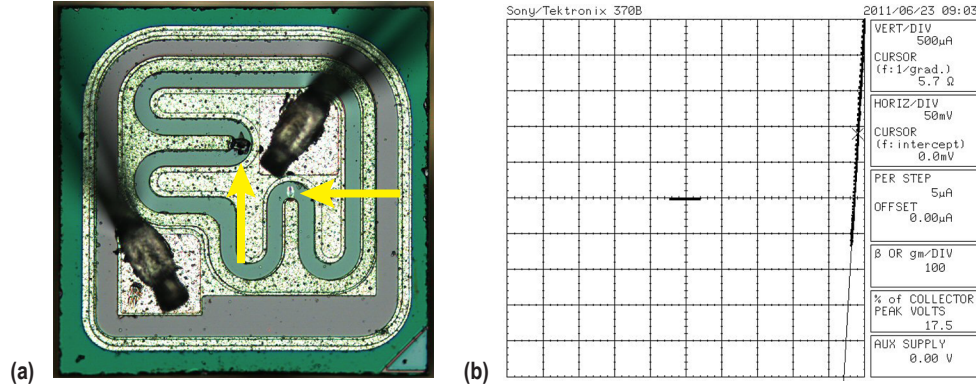 Sony/Tektronix 370B
2011/06/23 09:03
VERT/DIV
500µA
CURSOR
(f:1/grad.)
5.7 Ω
HORIZ/DIV
50mV
CURSOR
(f:intercept)
0.0mV
PER STEP
5µA
OFFSET
0.00µA
β OR gm/DIV
100
% of COLLECTOR
PEAK VOLTS
17.5
AUX SUPPLY
0.00 V
(a)
(b)